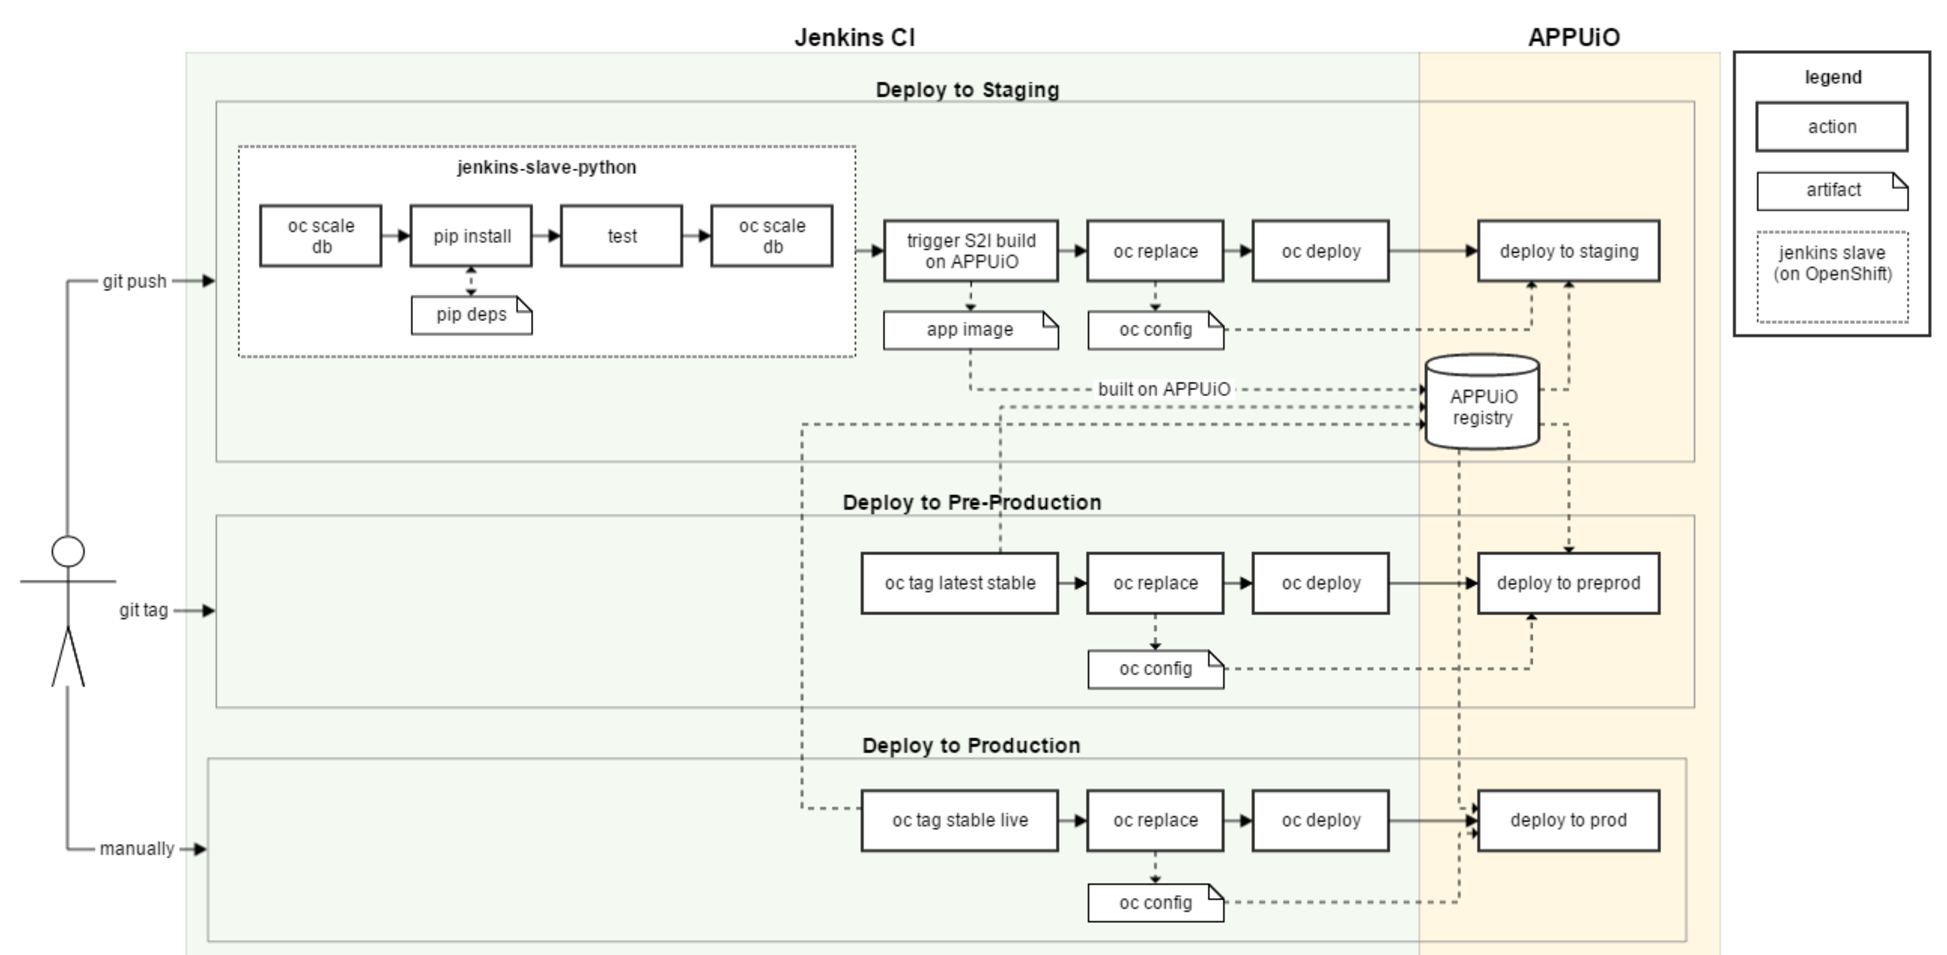 Jenkins CI
APPUiO
legend
action
artifact
jenkins slave
(on OpenShift)
Deploy to Staging
jenkins-slave-python
oc scale
db
pip install
test
oc scale
db
pip deps
trigger S2I build
on APPUiO
oc replace
oc deploy
deploy to staging
git push
app image
oc config
built on APPUiO
APPUiO
registry
Deploy to Pre-Production
oc tag latest stable
oc replace
oc deploy
deploy to preprod
git tag
oc config
Deploy to Production
oc tag stable live
oc replace
oc deploy
deploy to prod
manually
oc config